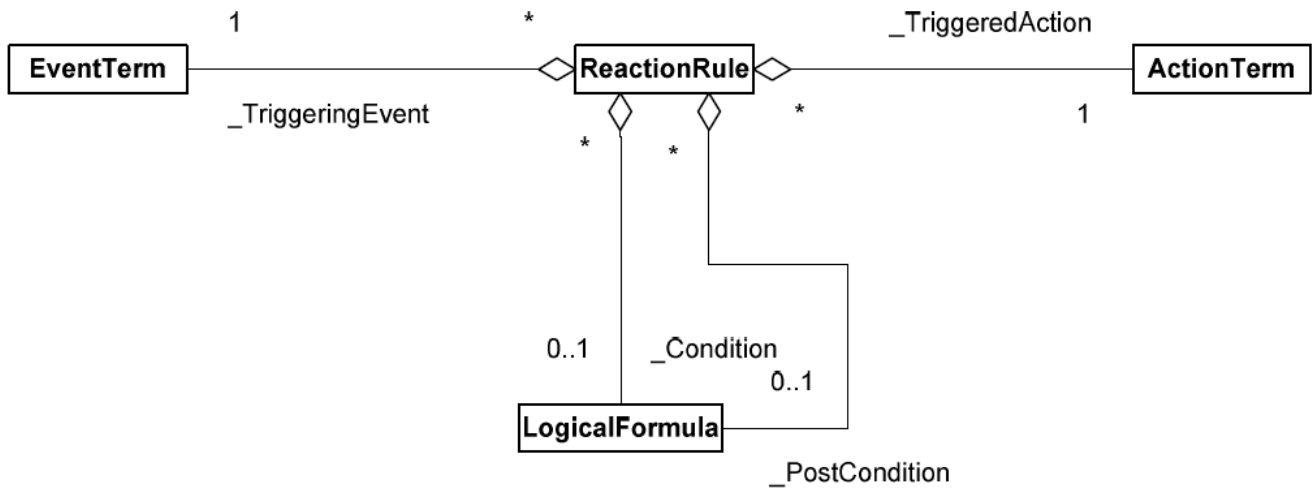 1
*
_TriggeredAction
EventTerm
ReactionRule
ActionTerm
_TriggeringEvent
*
1
*
*
0..1
_Condition
0..1
LogicalFormula
_PostCondition